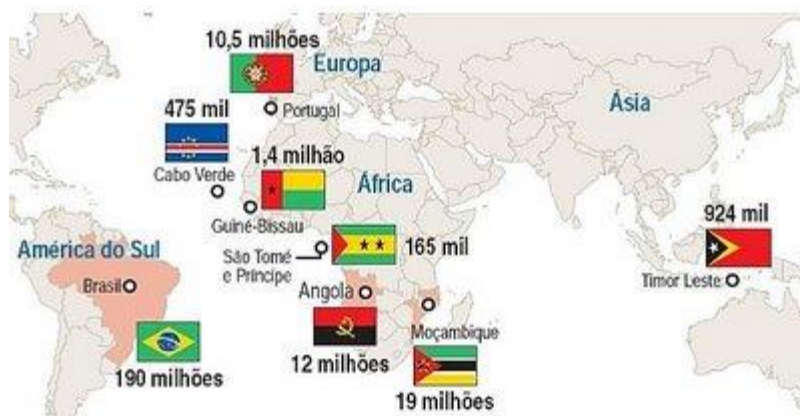 10,5 milhões
Europa
Portugal
Ásia
475 mil
Cabo Verde
1,4 milhão
África
Guiné-Bissau
924 mil
América do Sul
São Tomé
e Príncipe
165 mil
Brasil
Timor Leste
Angola
Moçambique
12 milhões
190 milhões
19 milhões